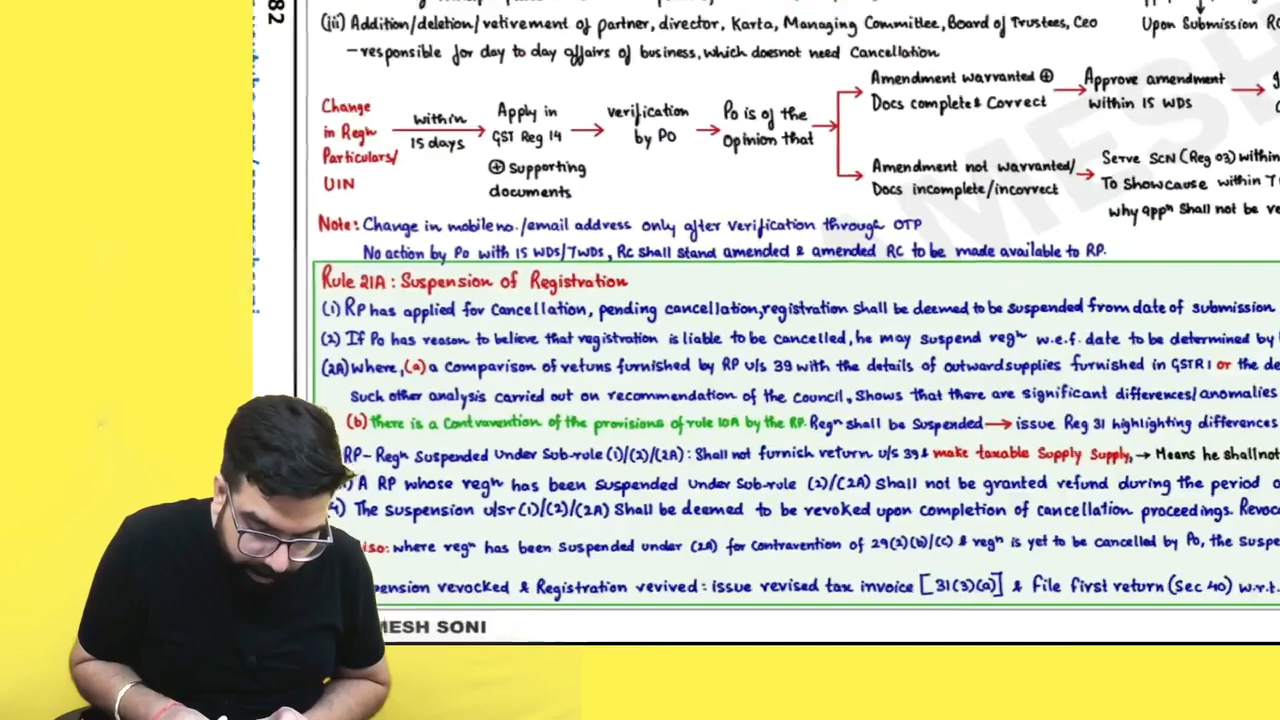 82
(iii) Addition/deletion/retirement of partner, director, Karta, Managing Committee, Board of Trustees, Ceo
Upon Submission
-responsible for day to day affairs of business, which doesnot need Cancellation
Change in Regn Particulars/ UIN
within 15 days
Apply in GST Reg 14
⊕ Supporting documents
verification by PO
Po is of the Opinion that
Amendment warranted ⊕
Docs complete & Correct
Approve amendment
within 15 WDs
Amendment not warranted/
Docs incomplete/incorrect
Serve SCN (Reg 03) within
To Showcause within 7
why appn Shall not be
Note: Change in mobile no./email address only after verification through OTP
No action by Po with 15 WDs/7WDs, Rc shall stand amended & amended RC to be made available to RP.
Rule 21A: Suspension of Registration
(1) RP has applied for Cancellation, pending cancellation, registration shall be deemed to be suspended from date of submission
(2) If Po has reason to believe that registration is liable to be cancelled, he may suspend regn w.e.f. date to be determined by
(2A) where, (a) a comparison of retuns furnished by RP u/s 39 with the details of outward supplies furnished in GSTR1 or the
Such other analysis carried out on recommendation of the Council, Shows that there are significant differences/anomalies
(b) there is a Contravention of the provisions of rule 10A by the RP. Regn shall be Suspended → issue Reg 31 highlighting differences
RP-Regn Suspended Under Sub-rule (1)/(2)/(2A): Shall not furnish return u/s 39 & make taxable Supply Supply, → Means he shall not
A RP whose regn has been suspended Under Sub-rule (2)/(2A) Shall not be granted refund during the period
The Suspension u/sr (1)/(2)/(2A) Shall be deemed to be revoked upon completion of cancellation proceedings.
where regn has been Suspended under (2A) for Contravention of 29(2)(b)/(c) & regn is yet to be cancelled by Po, the
revocked & Registration revived: issue revised tax invoice [31(3)(a)] & File first return (Sec 40) w.r.t.
MESH SONI
AMESH